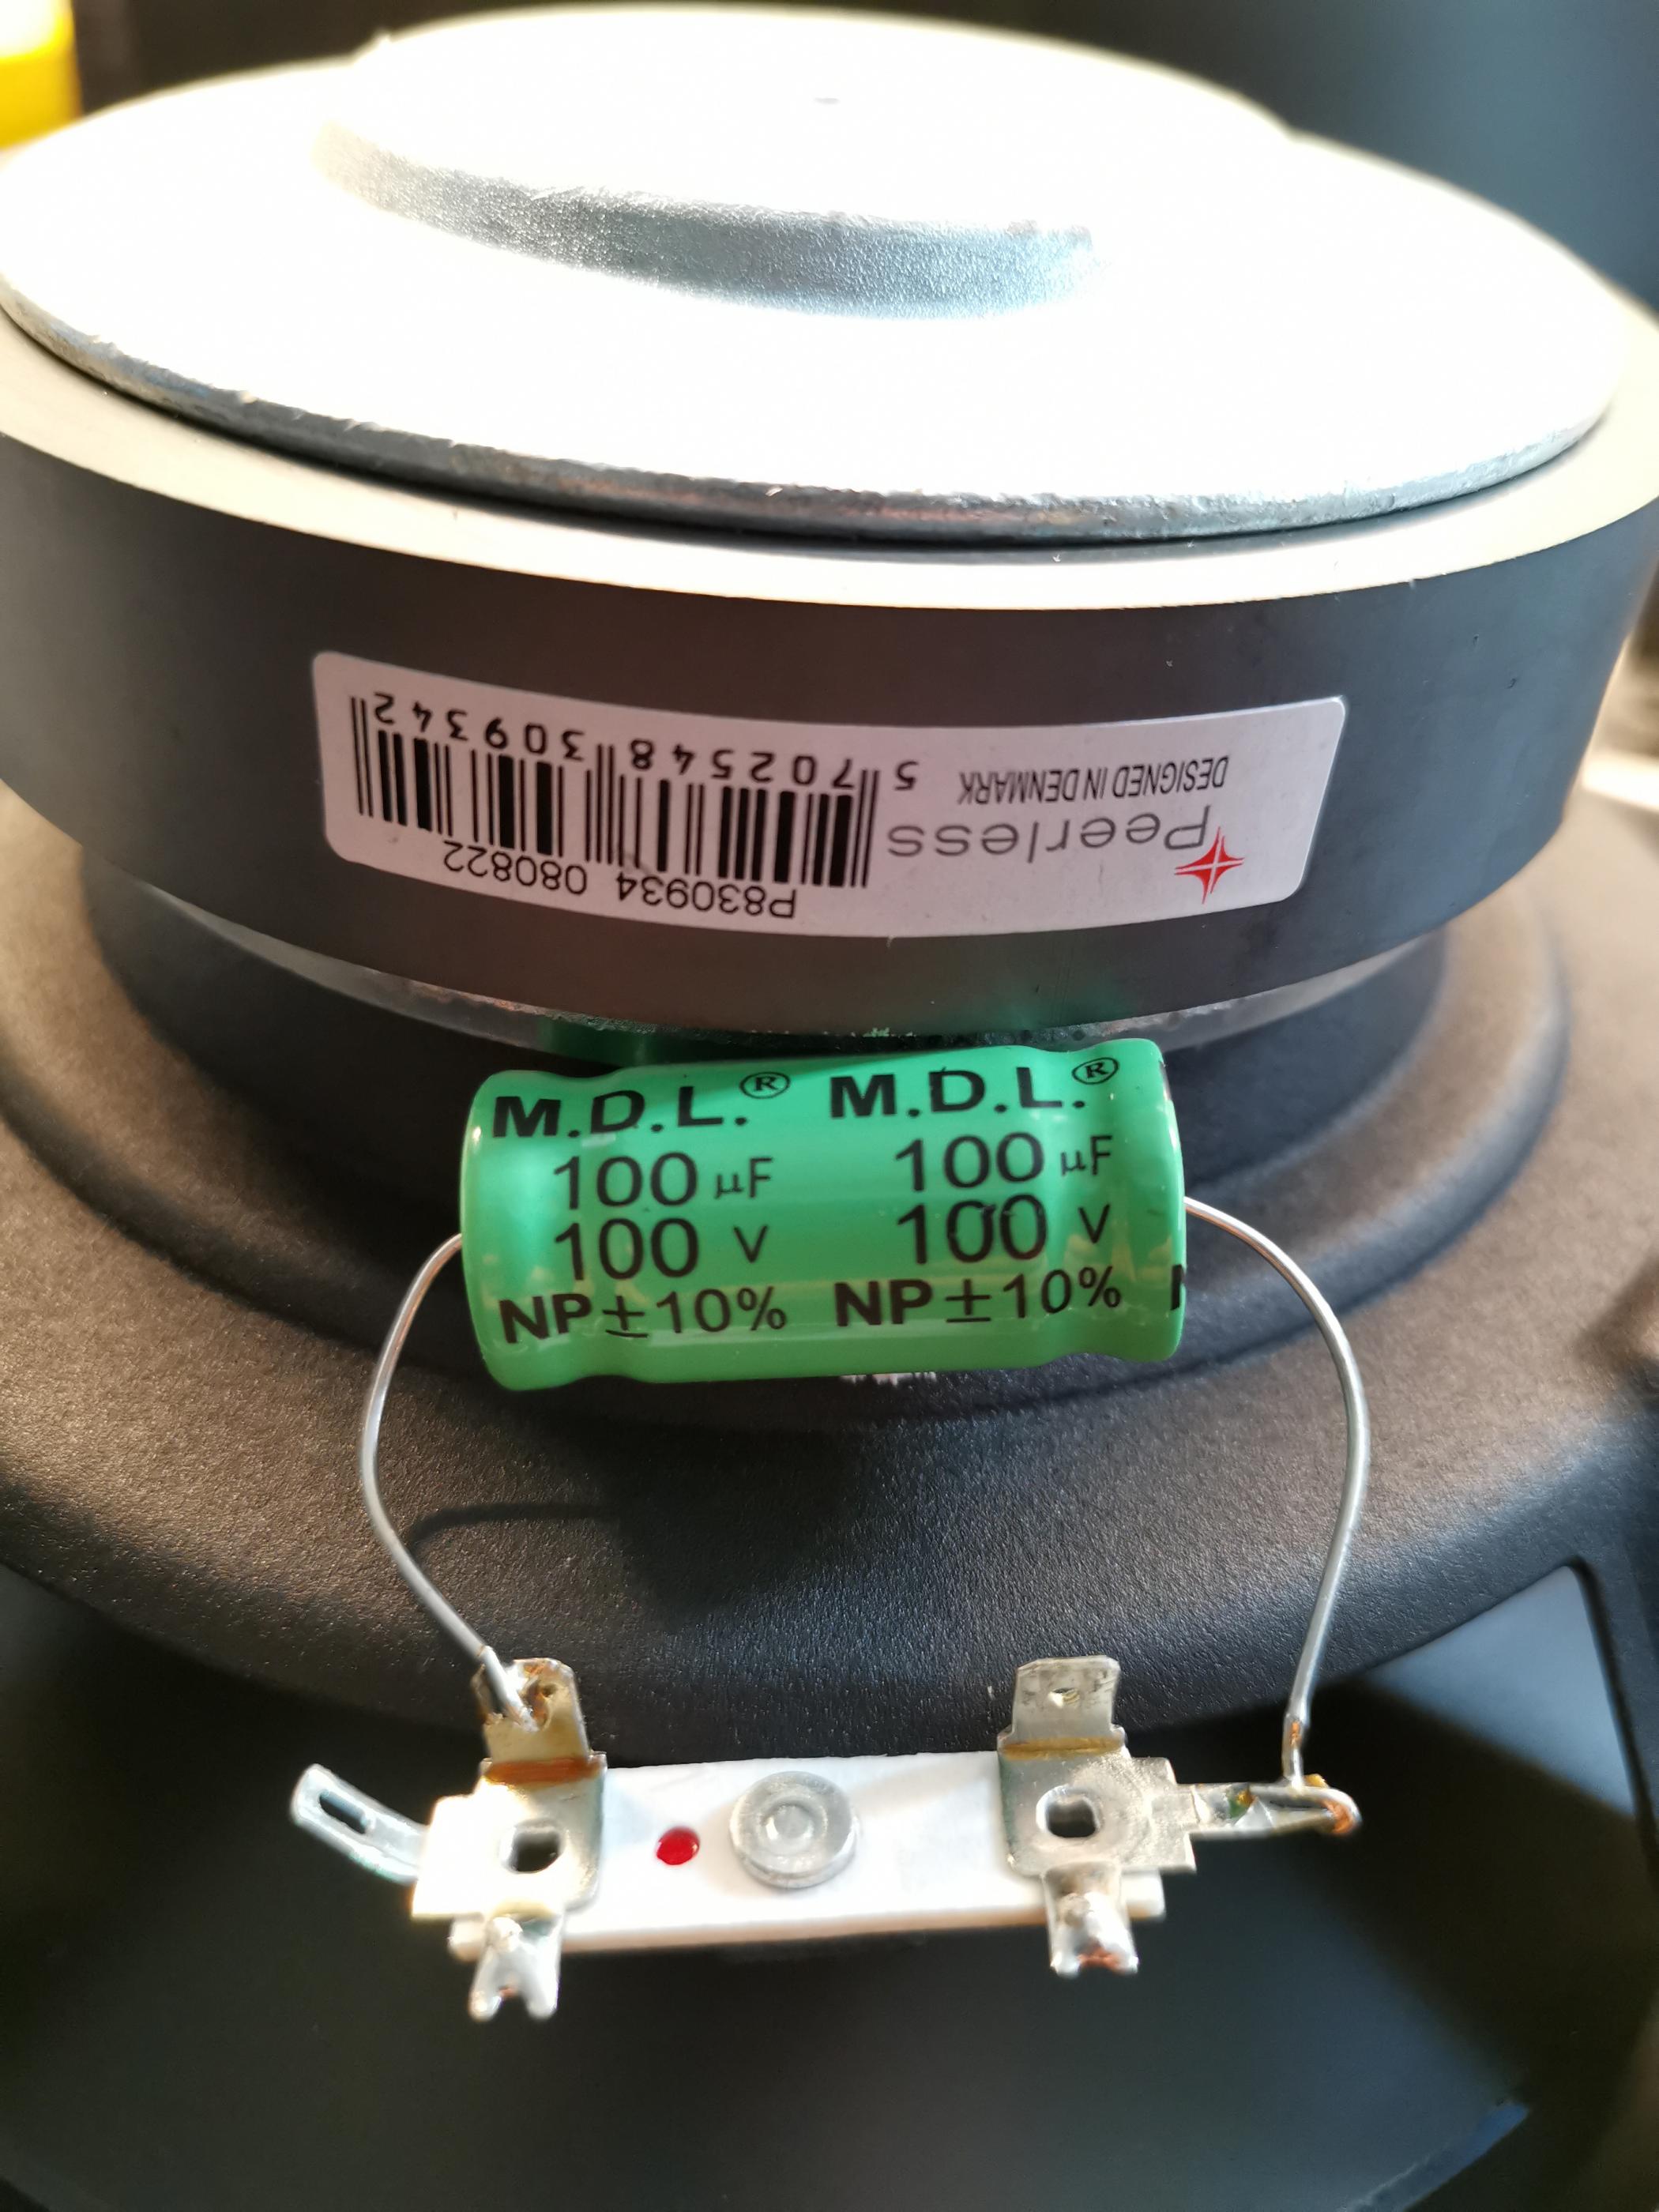 Peerless
DESIGNED IN DENMARK
P830934 080822
5 702548 309342
M.D.L.® M.D.L.®
100 µF 100 µF
100 V 100 V
NP±10% NP±10% N